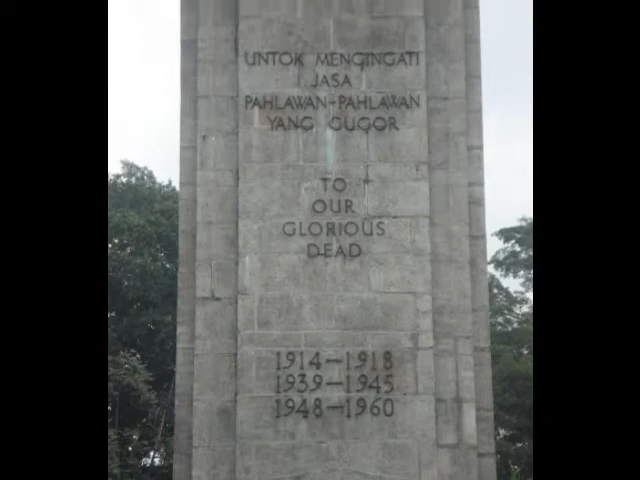 UNTOK MENGINGATI
JASA
PAHLAWAN-PAHLAWAN
YANG GUGOR
TO
OUR
GLORIOUS
DEAD
1914—1918
1939—1945
1948—1960